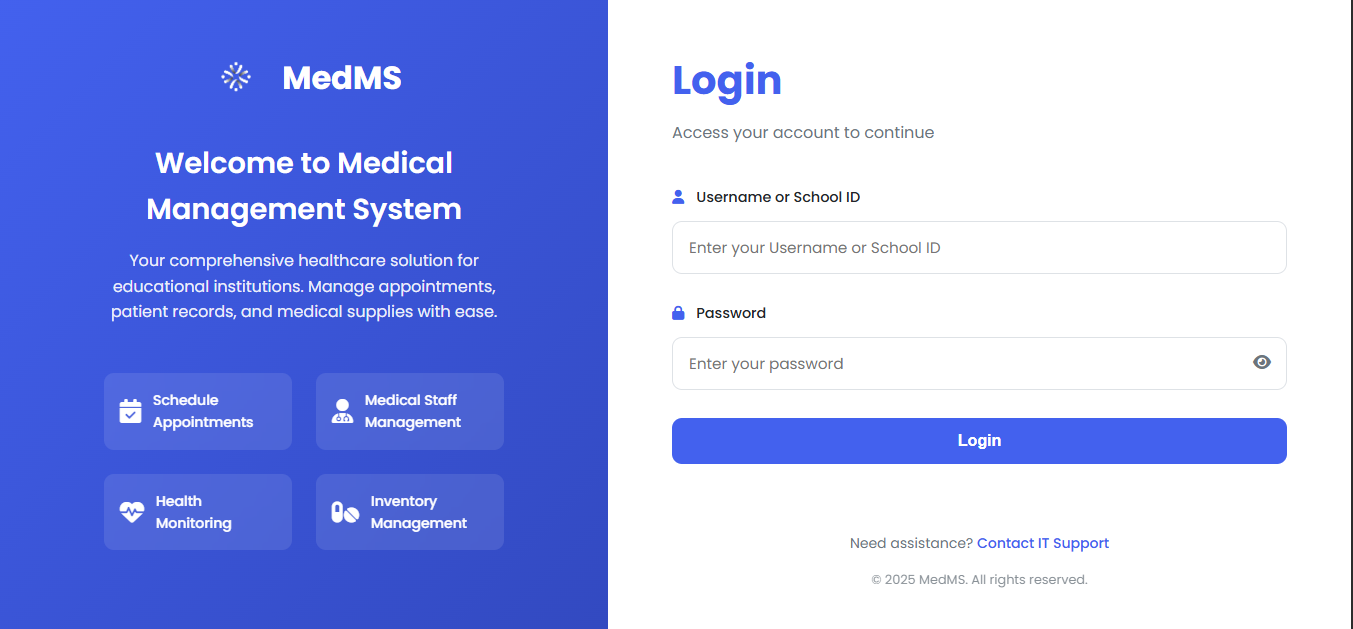 MedMS
Welcome to Medical
Management System
Your comprehensive healthcare solution for
educational institutions. Manage appointments,
patient records, and medical supplies with ease.
Schedule
Appointments
Medical Staff
Management
Health
Monitoring
Inventory
Management
Login
Access your account to continue
Username or School ID
Enter your Username or School ID
Password
Enter your password
Login
Need assistance? Contact IT Support
© 2025 MedMS. All rights reserved.